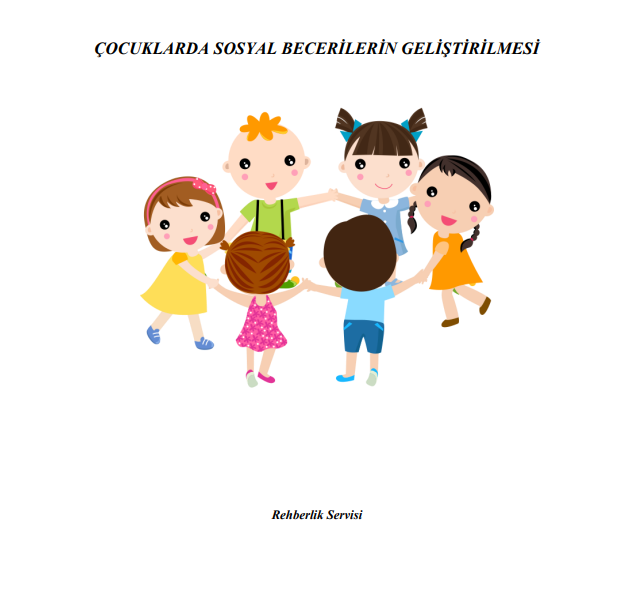 ÇOCUKLARDA SOSYAL BECERİLERİN GELİŞTİRİLMESİ
Rehberlik Servisi